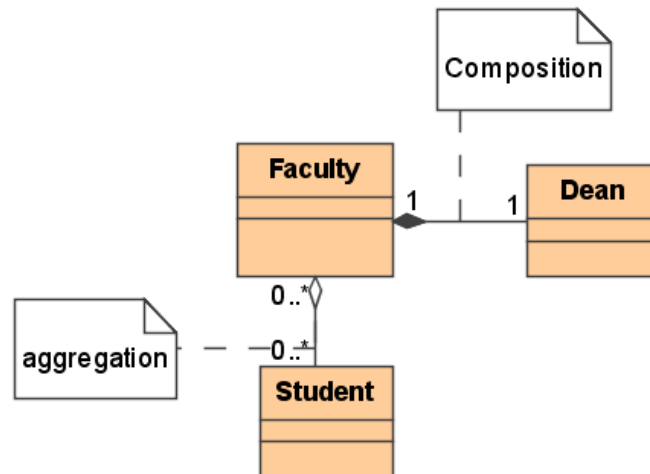 Composition
Faculty
1
1
Dean
0..*
aggregation
0..*
Student